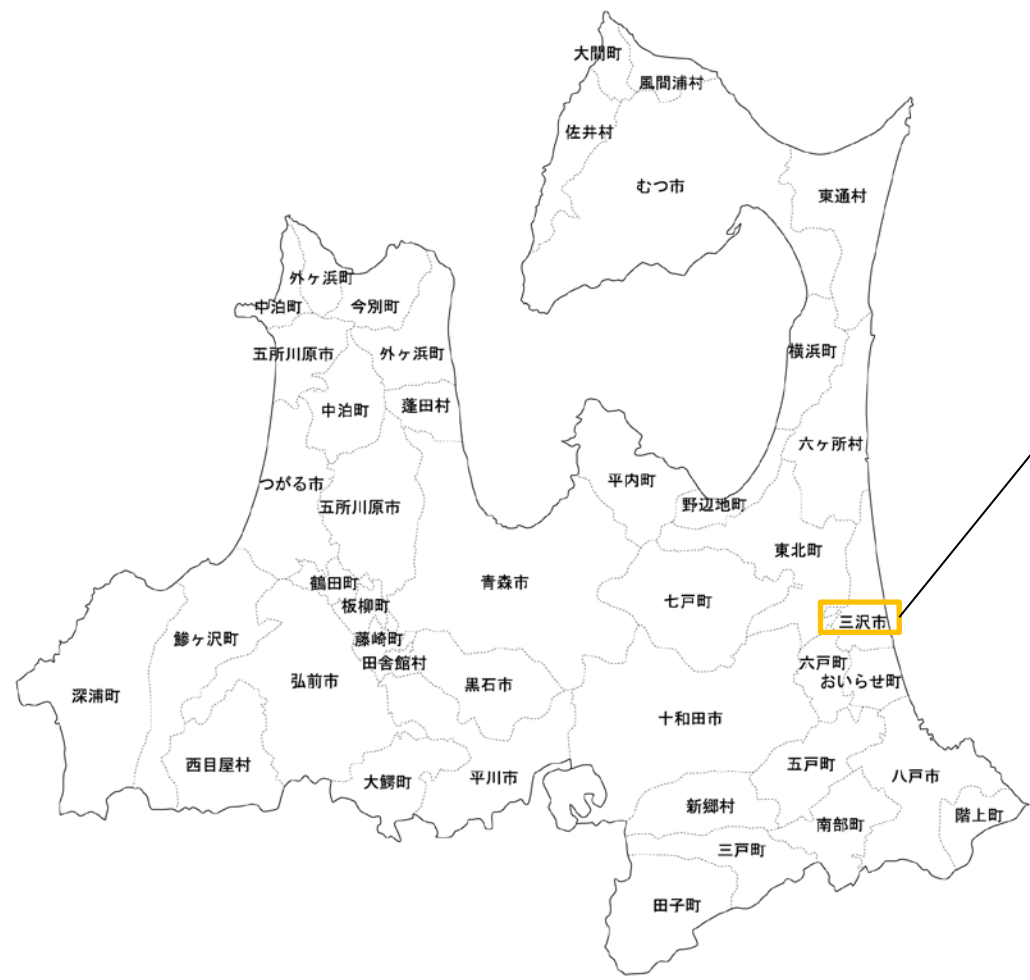 大間町
風間浦村
佐井村
むつ市
東通村
外ヶ浜町
中泊町
今別町
五所川原市
外ヶ浜町
横浜町
中泊町
蓬田村
六ヶ所村
つがる市
平内町
五所川原市
野辺地町
東北町
鶴田町
青森市
板柳町
七戸町
三沢市
鰺ヶ沢町
藤崎町
田舎館村
六戸町
おいらせ町
弘前市
黒石市
深浦町
十和田市
西目屋村
大鰐町
平川市
五戸町
八戸市
新郷村
南部町
階上町
三戸町
田子町